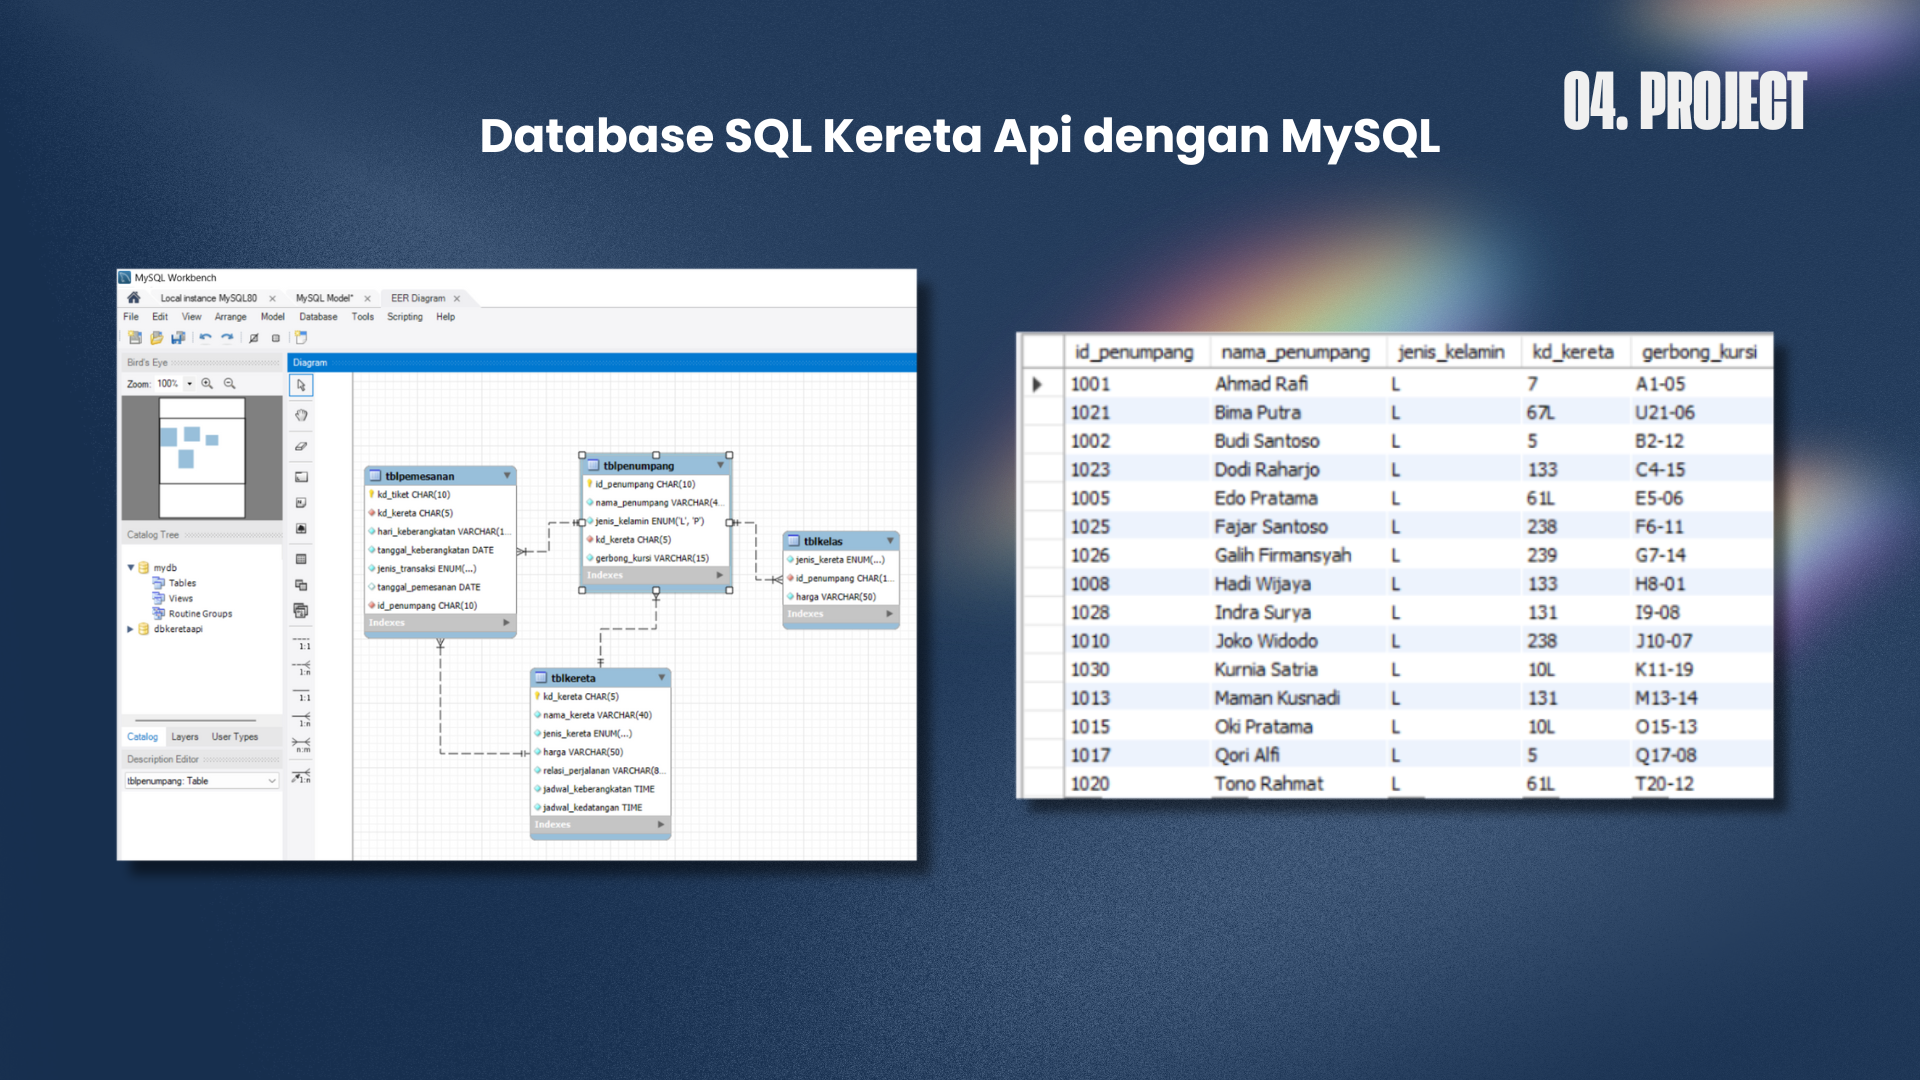 04. PROJECT
Database SQL Kereta Api dengan MySQL
MySQL Workbench
Local instance MySQL80 MySQL Model* EER Diagram
File Edit View Arrange Model Database Tools Scripting Help
Bird's Eye
Zoom: 100%
Catalog Tree
mydb
Tables
Views
Routine Groups
dbkeretaapi
Catalog Layers User Types
Description Editor
tblpenumpang: Table
Diagram
1:1
1:n
1:1
1:n
n:m
1:n
tblpemesanan
kd_tiket CHAR(10)
kd_kereta CHAR(5)
hari_keberangkatan VARCHAR(1...
tanggal_keberangkatan DATE
jenis_transaksi ENUM(...)
tanggal_pemesanan DATE
id_penumpang CHAR(10)
Indexes
tblpenumpang
id_penumpang CHAR(10)
nama_penumpang VARCHAR(4...
jenis_kelamin ENUM('L', 'P')
kd_kereta CHAR(5)
gerbong_kursi VARCHAR(15)
Indexes
tblkelas
jenis_kereta ENUM(...)
id_penumpang CHAR(1...
harga VARCHAR(50)
Indexes
tblkereta
kd_kereta CHAR(5)
nama_kereta VARCHAR(40)
jenis_kereta ENUM(...)
harga VARCHAR(50)
relasi_perjalanan VARCHAR(8...
jadwal_keberangkatan TIME
jadwal_kedatangan TIME
Indexes
id_penumpang nama_penumpang jenis_kelamin kd_kereta gerbong_kursi
1001 Ahmad Rafi L 7 A1-05
1021 Bima Putra L 67L U21-06
1002 Budi Santoso L 5 B2-12
1023 Dodi Raharjo L 133 C4-15
1005 Edo Pratama L 61L E5-06
1025 Fajar Santoso L 238 F6-11
1026 Galih Firmansyah L 239 G7-14
1008 Hadi Wijaya L 133 H8-01
1028 Indra Surya L 131 I9-08
1010 Joko Widodo L 238 J10-07
1030 Kurnia Satria L 10L K11-19
1013 Maman Kusnadi L 131 M13-14
1015 Oki Pratama L 10L O15-13
1017 Qori Alfi L 5 Q17-08
1020 Tono Rahmat L 61L T20-12